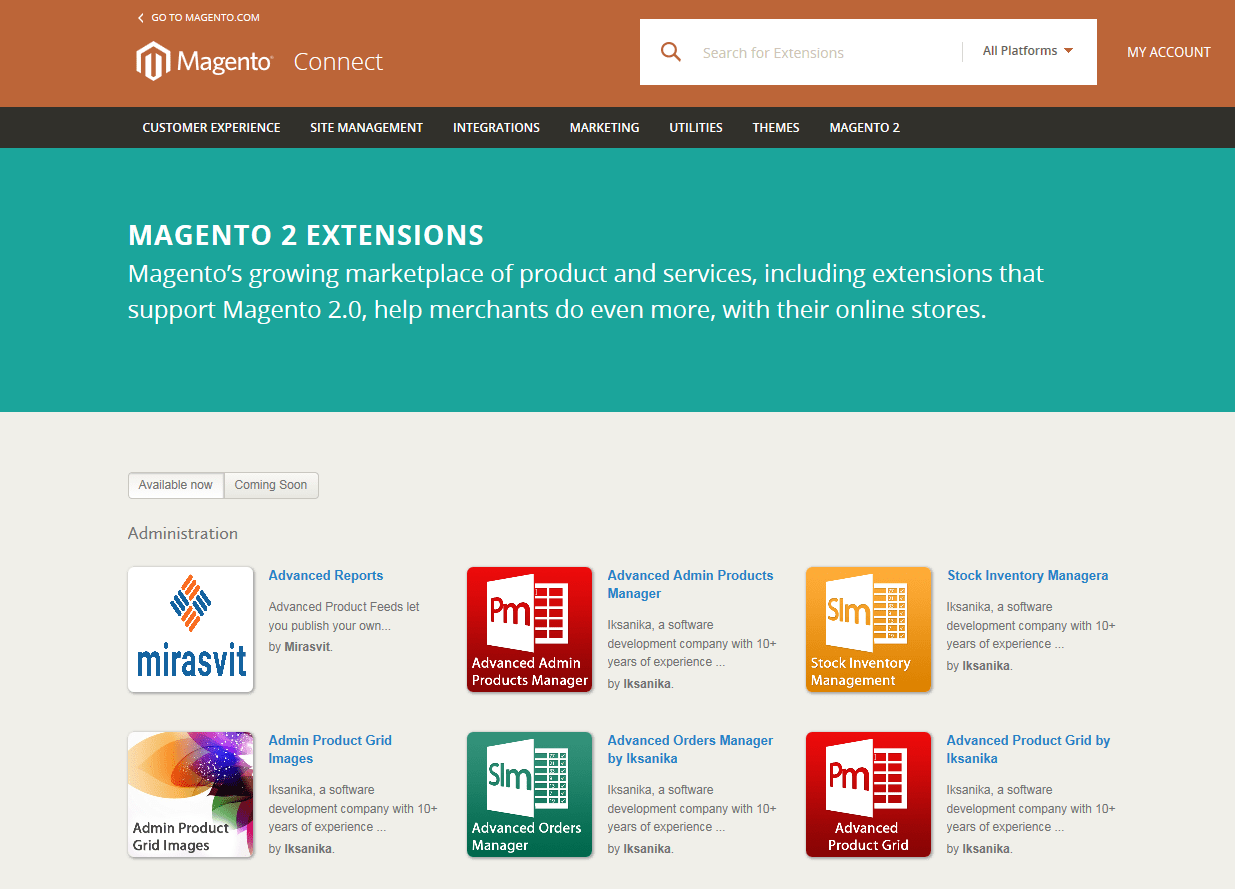 GO TO MAGENTO.COM
Magento Connect
Search for Extensions
All Platforms
MY ACCOUNT
CUSTOMER EXPERIENCE SITE MANAGEMENT INTEGRATIONS MARKETING UTILITIES THEMES MAGENTO 2
MAGENTO 2 EXTENSIONS
Magento's growing marketplace of product and services, including extensions that
support Magento 2.0, help merchants do even more, with their online stores.
Available now Coming Soon
Administration
mirasvit
Advanced Reports
Advanced Product Feeds let
you publish your own...
by Mirasvit.
Pm
Advanced Admin
Products Manager
Advanced Admin Products
Manager
Iksanika, a software
development company with 10+
years of experience ...
by Iksanika.
SIm
Stock Inventory
Management
Stock Inventory Managera
Iksanika, a software
development company with 10+
years of experience ...
by Iksanika.
Admin Product
Grid Images
Admin Product Grid
Images
Iksanika, a software
development company with 10+
years of experience ...
by Iksanika.
SIm
Advanced Orders
Manager
Advanced Orders Manager
by Iksanika
Iksanika, a software
development company with 10+
years of experience ...
by Iksanika.
Pm
Advanced
Product Grid
Advanced Product Grid by
Iksanika
Iksanika, a software
development company with 10+
years of experience ...
by Iksanika.